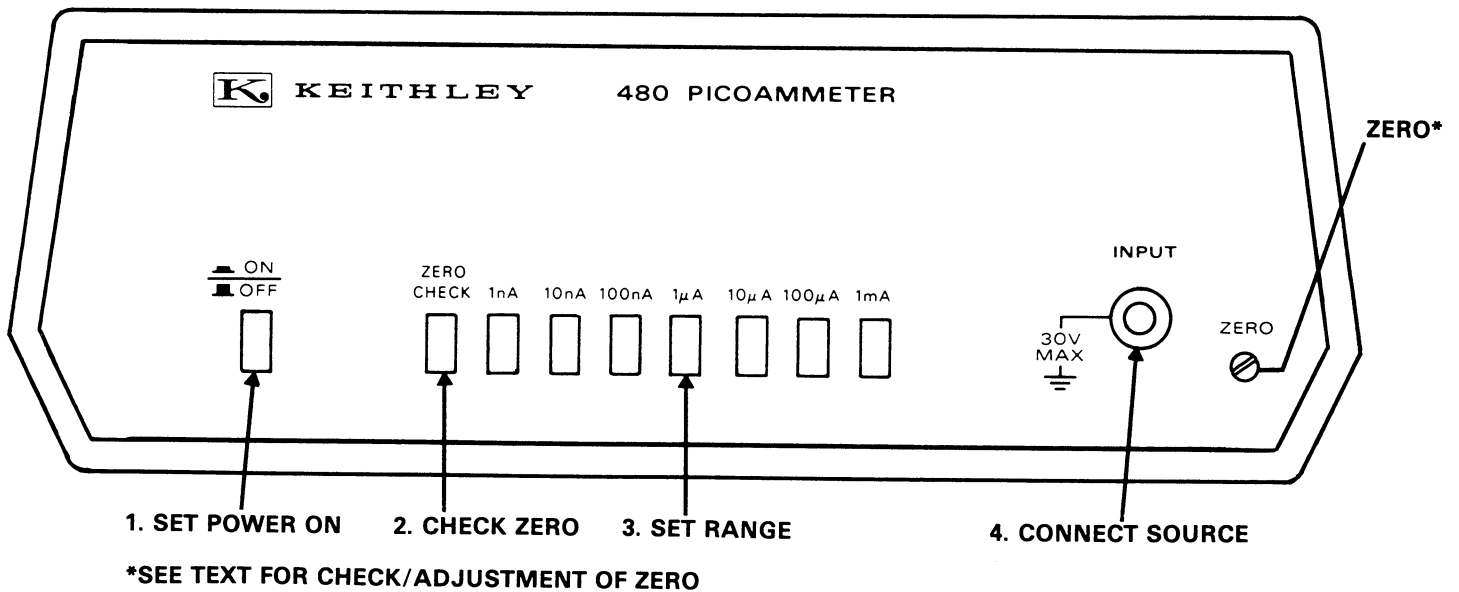 K. KEITHLEY 480 PICOAMMETER
ZERO*
INPUT
ON
OFF
ZERO
CHECK 1nA 10nA 100nA 1μA 10μA 100μA 1mA
30V
MAX
ZERO
1. SET POWER ON 2. CHECK ZERO 3. SET RANGE 4. CONNECT SOURCE
*SEE TEXT FOR CHECK/ADJUSTMENT OF ZERO